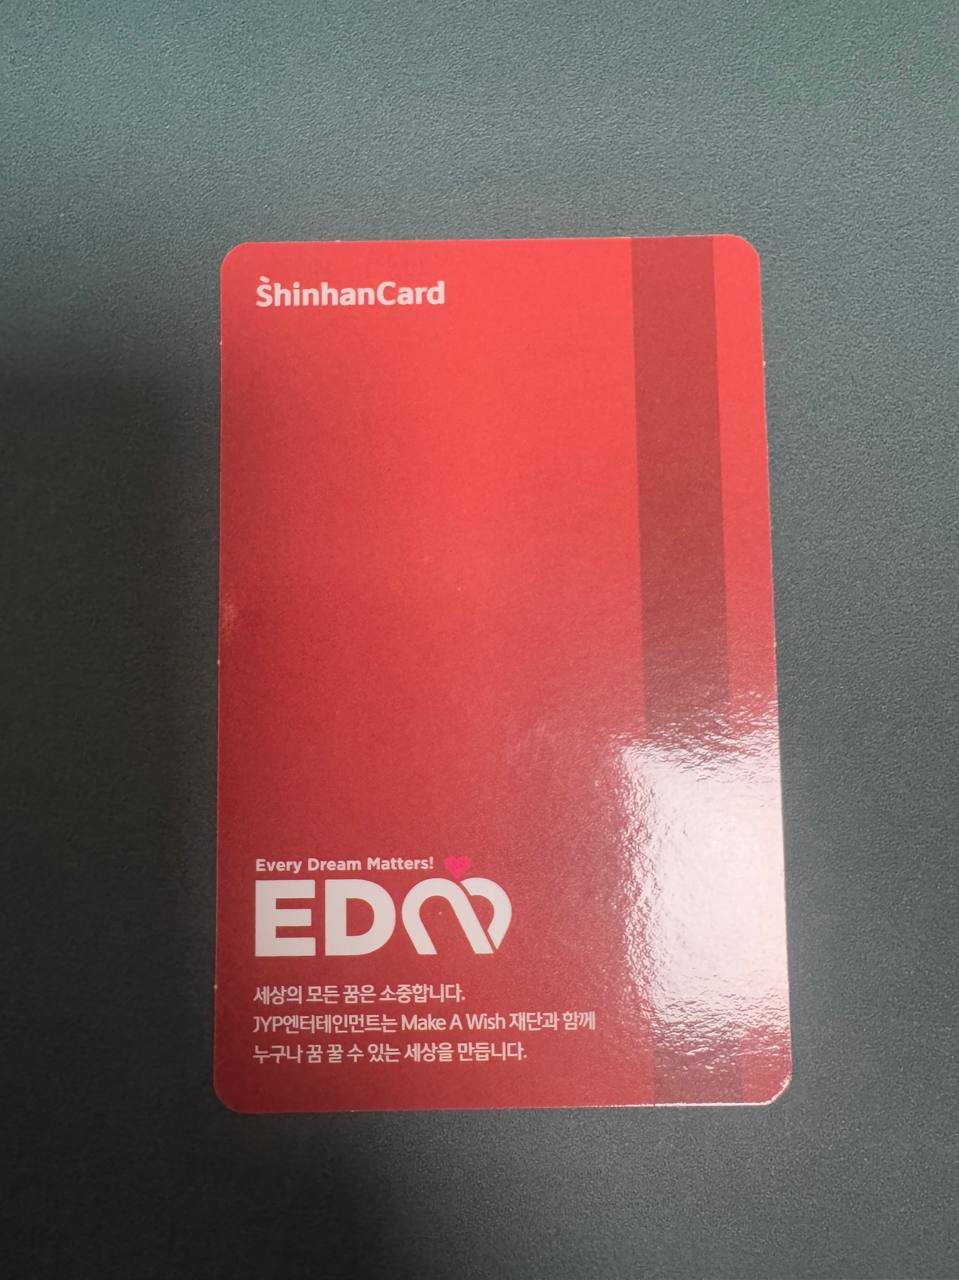 ShinhanCard
Every Dream Matters!
EDM
세상의 모든 꿈은 소중합니다.
JYP엔터테인먼트는 Make A Wish 재단과 함께
누구나 꿈 꿀 수 있는 세상을 만듭니다.